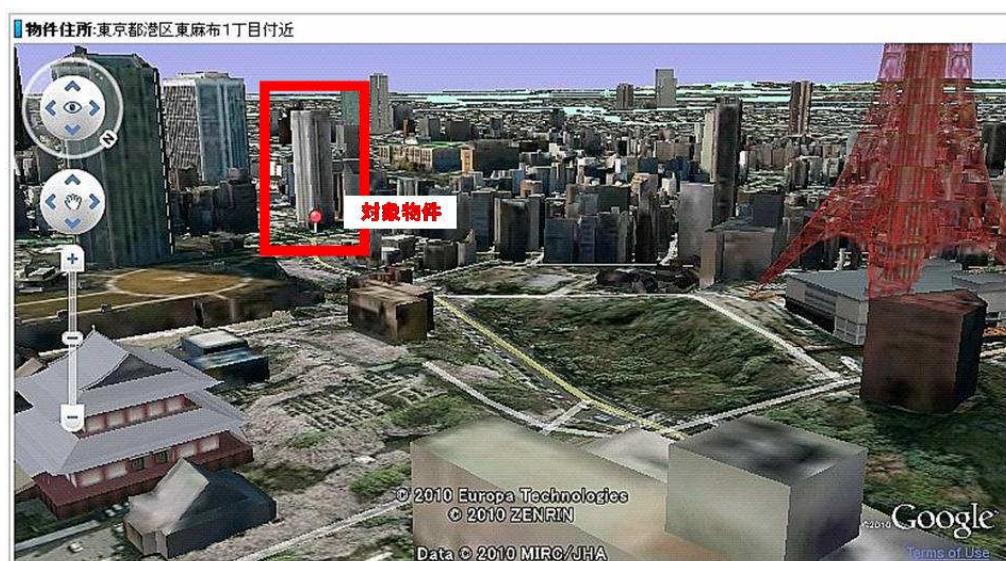 物件住所:東京都港区東麻布1丁目付近
N
対象物件
© 2010 Europa Technologies
© 2010 ZENRIN
Data © 2010 MIRC/JHA
©2010 Google
Terms of Use